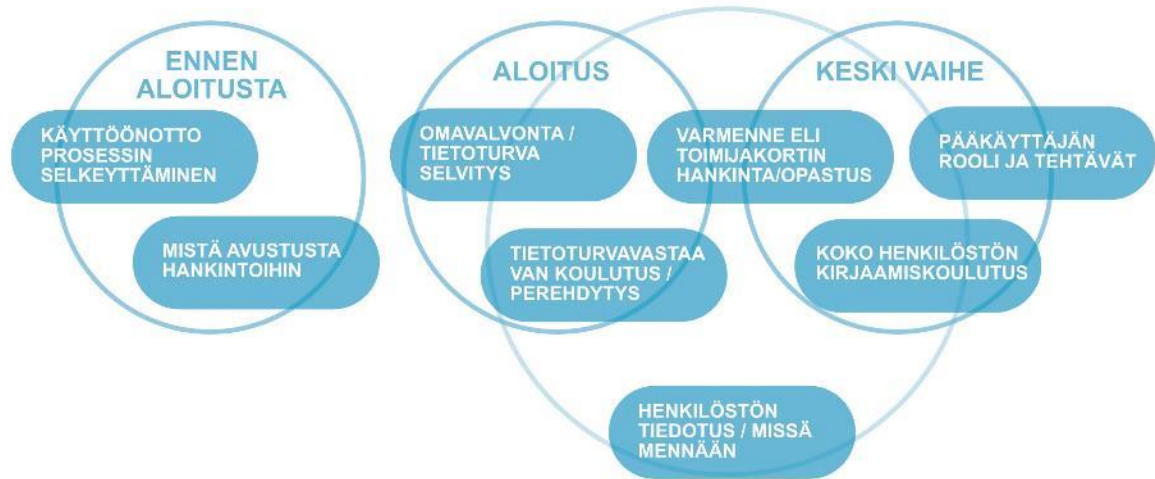 ENNEN
ALOITUSTA
KÄYTTÖÖNOTTO
PROSESSIN
SELKEYTTÄMINEN
MISTÄ AVUSTUSTA
HANKINTOIHIN
ALOITUS
OMAVALVONTA /
TIETOTURVA
SELVITYS
TIETOTURVAVASTAA
VAN KOULUTUS /
PEREHDYTYS
KESKI VAIHE
VARMENNE ELI
TOIMIJAKORTIN
HANKINTA/OPASTUS
PÄÄKÄYTTÄJÄN
ROOLI JA TEHTÄVÄT
KOKO HENKILÖSTÖN
KIRJAAMISKOULUTUS
HENKILÖSTÖN
TIEDOTUS / MISSÄ
MENNÄÄN